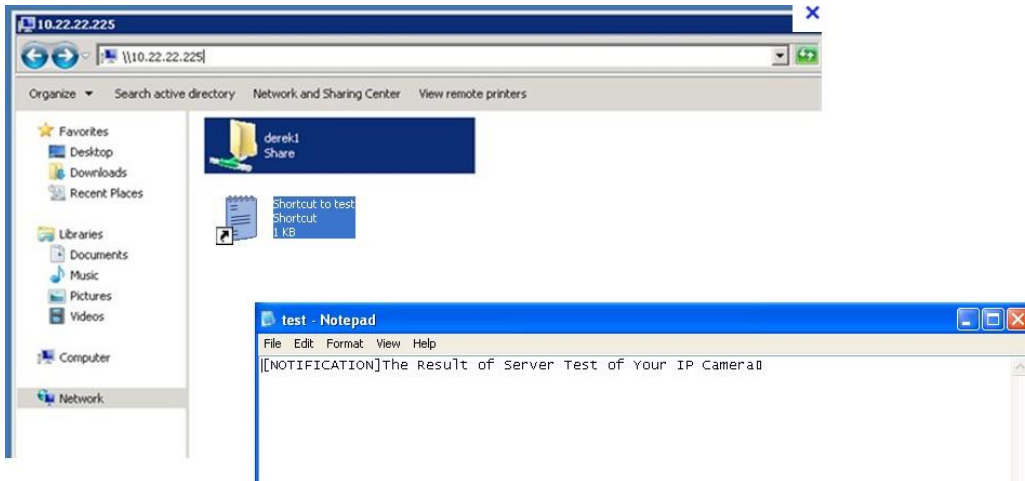 10.22.22.225
\\10.22.22.225
Organize Search active directory Network and Sharing Center View remote printers
Favorites
Desktop
Downloads
Recent Places
Libraries
Documents
Music
Pictures
Videos
Computer
Network
derek1
Share
Shortcut to test
Shortcut
1 KB
test - Notepad
File Edit Format View Help
[NOTIFICATION]The Result of Server Test of Your IP Camera▯